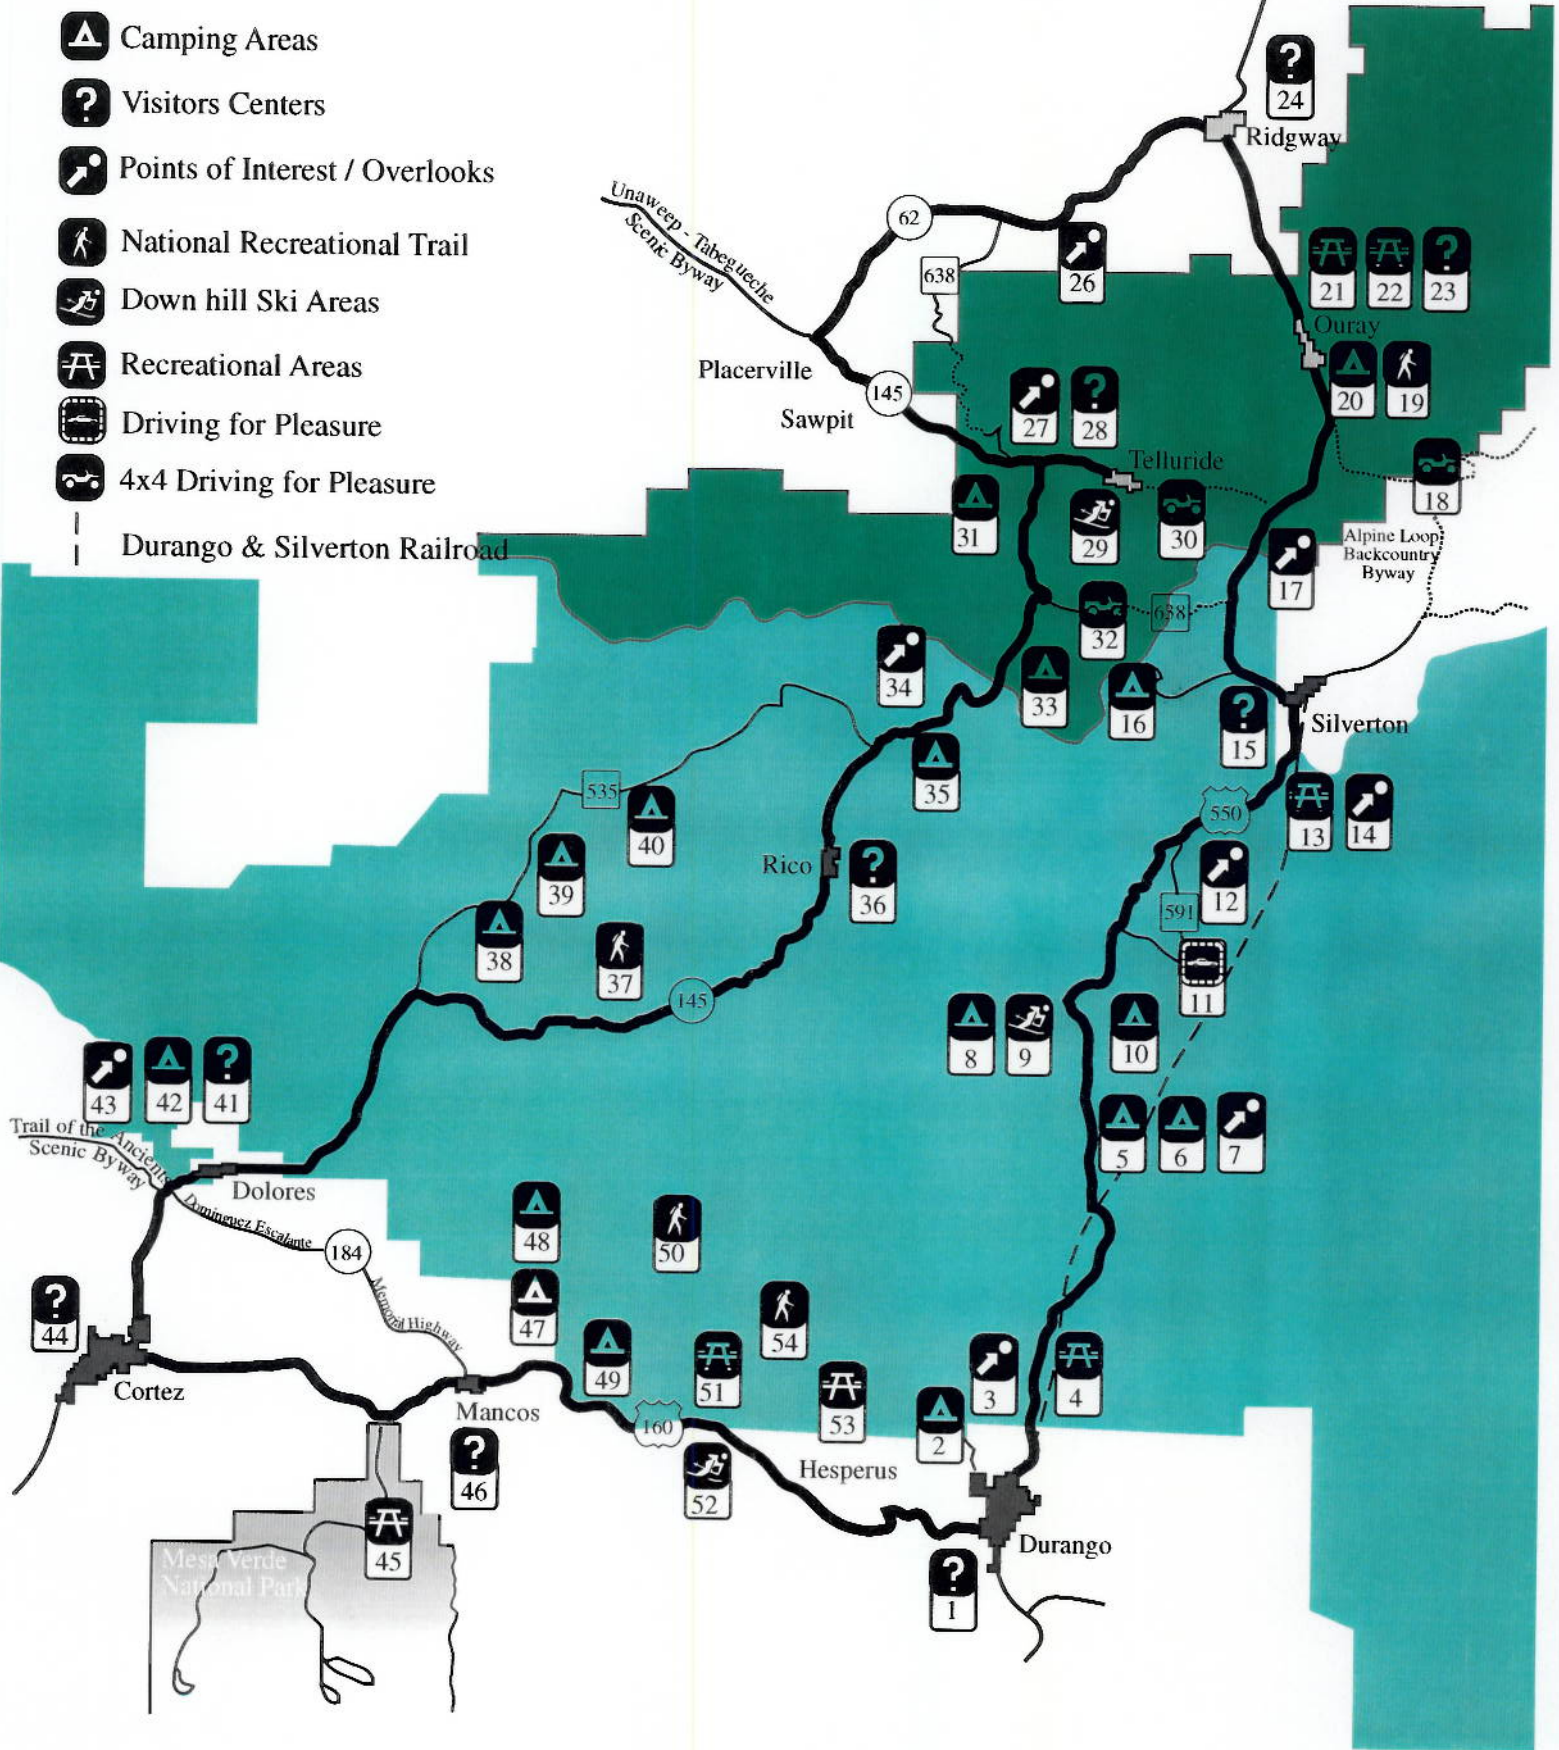 Camping Areas
Visitors Centers
Points of Interest / Overlooks
National Recreational Trail
Down hill Ski Areas
Recreational Areas
Driving for Pleasure
4x4 Driving for Pleasure
Durango & Silverton Railroad
?
24
Ridgway
Unaweep - Tabegueche
Scenic Byway
62
638
26
?
21
22
23
Ouray
Placerville
145
Sawpit
?
27
28
20
19
Telluride
18
31
29
30
17
Alpine Loop
Backcountry
Byway
32
638
34
33
16
?
15
Silverton
35
535
40
550
13
14
Rico
?
36
39
12
591
38
37
145
11
8
9
10
?
43
42
41
5
6
7
Trail of the Ancients
Scenic Byway
Dolores
Dominguez Escalante
184
Memorial Highway
48
50
?
44
47
54
Cortez
49
51
53
3
4
2
Mancos
160
?
46
52
Hesperus
45
Mesa Verde
National Park
Durango
?
1